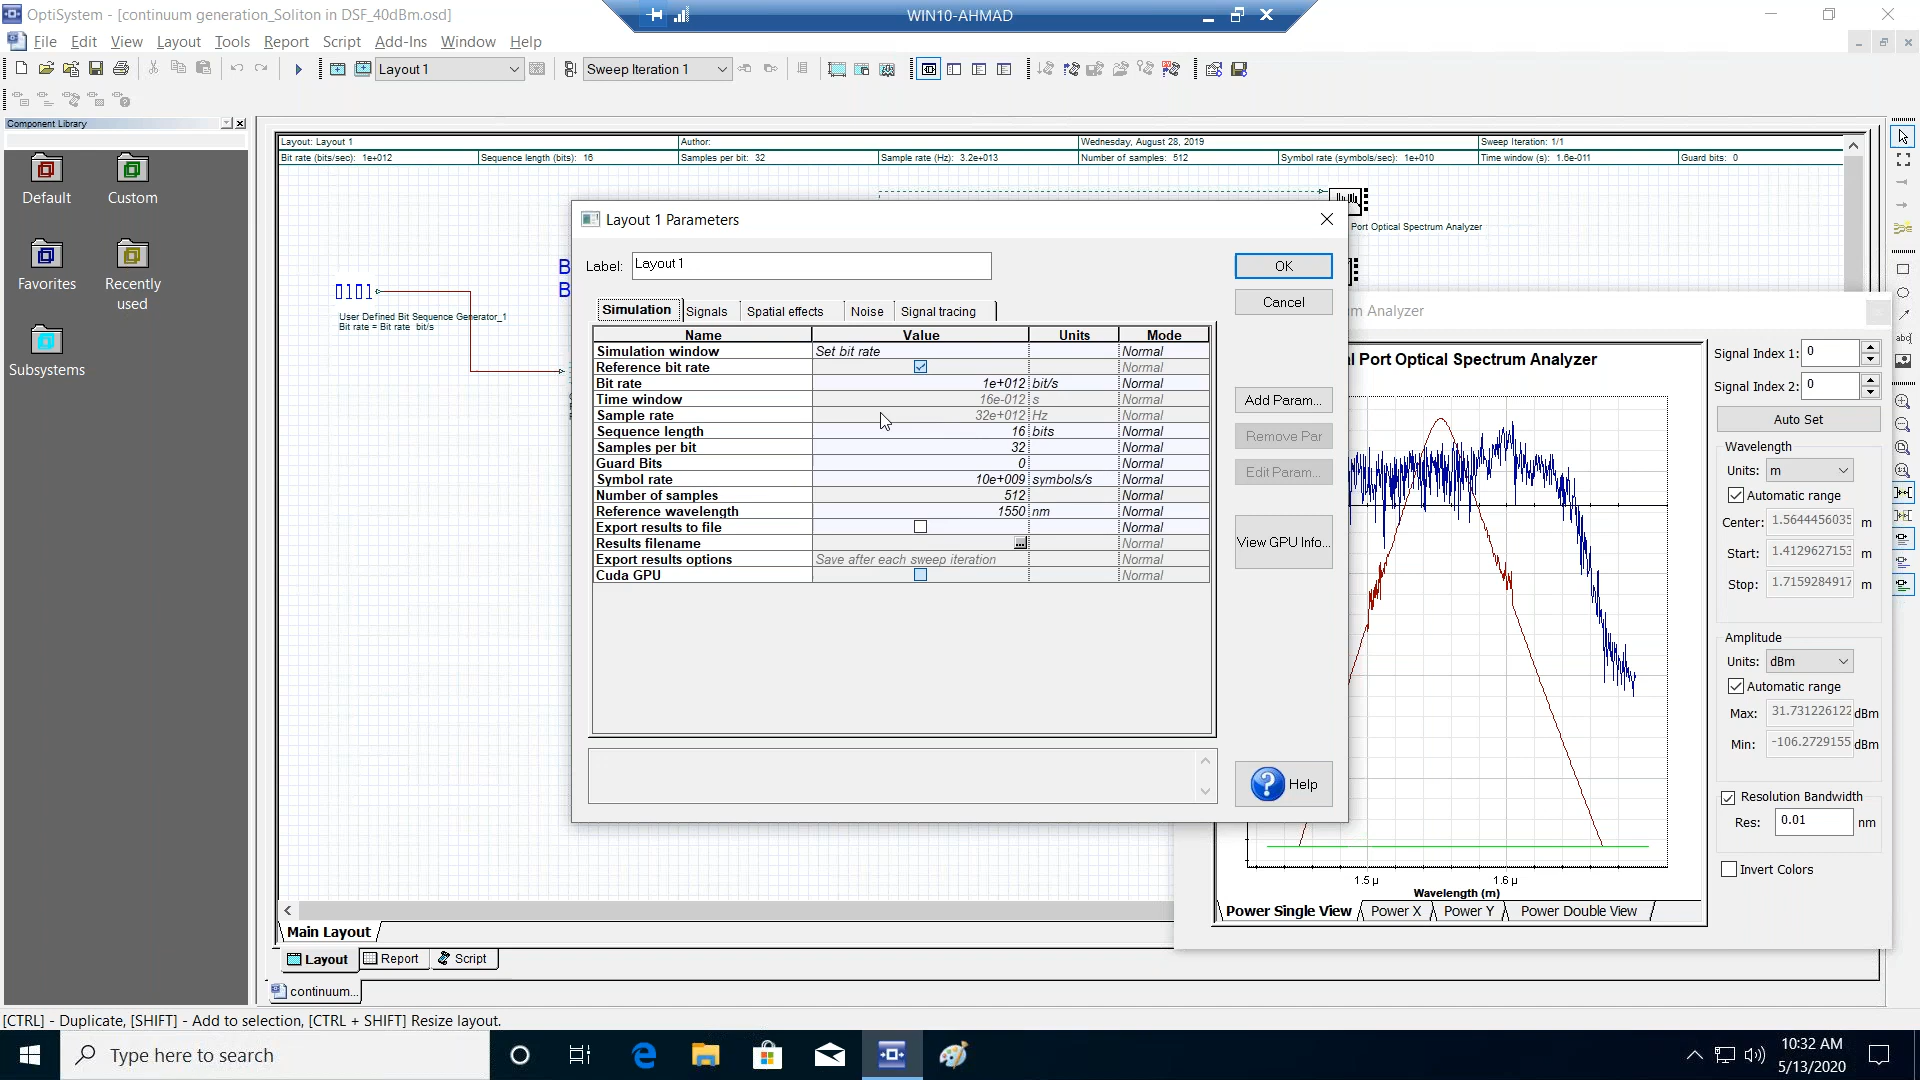 OptiSystem - [continuum generation_Soliton in DSF_40dBm.osd]
WIN10-AHMAD
File Edit View Layout Tools Report Script Add-Ins Window Help
Layout 1
Sweep Iteration 1
Component Library
Default
Custom
Favorites
Recently used
Subsystems
Layout: Layout 1
Author:
Wednesday, August 28, 2019
Sweep Iteration: 1/1
Bit rate (bits/sec): 1e+012
Sequence length (bits): 16
Samples per bit: 32
Sample rate (Hz): 3.2e+013
Number of samples: 512
Symbol rate (symbols/sec): 1e+010
Time window (s): 1.6e-011
Guard bits: 0
Port Optical Spectrum Analyzer
0101
User Defined Bit Sequence Generator_1
Bit rate = Bit rate bit/s
B
B
Layout 1 Parameters
Label: Layout 1
OK
Cancel
Add Param...
Remove Par
Edit Param...
View GPU Info...
Help
Simulation Signals Spatial effects Noise Signal tracing
Name Value Units Mode
Simulation window Set bit rate Normal
Reference bit rate Normal
Bit rate 1e+012 bit/s Normal
Time window 16e-012 s Normal
Sample rate 32e+012 Hz Normal
Sequence length 16 bits Normal
Samples per bit 32 Normal
Guard Bits 0 Normal
Symbol rate 10e+009 symbols/s Normal
Number of samples 512 Normal
Reference wavelength 1550 nm Normal
Export results to file Normal
Results filename ... Normal
Export results options Save after each sweep iteration Normal
Cuda GPU Normal
m Analyzer
l Port Optical Spectrum Analyzer
1.5 µ 1.6 µ
Wavelength (m)
Power Single View Power X Power Y Power Double View
Signal Index 1: 0
Signal Index 2: 0
Auto Set
Wavelength
Units: m
Automatic range
Center: 1.5644456035 m
Start: 1.4129627153 m
Stop: 1.7159284917 m
Amplitude
Units: dBm
Automatic range
Max: 31.731226122 dBm
Min: -106.2729155 dBm
Resolution Bandwidth
Res: 0.01 nm
Invert Colors
Main Layout
Layout Report Script
continuum...
[CTRL] - Duplicate, [SHIFT] - Add to selection, [CTRL + SHIFT] Resize layout.
Type here to search
10:32 AM
5/13/2020